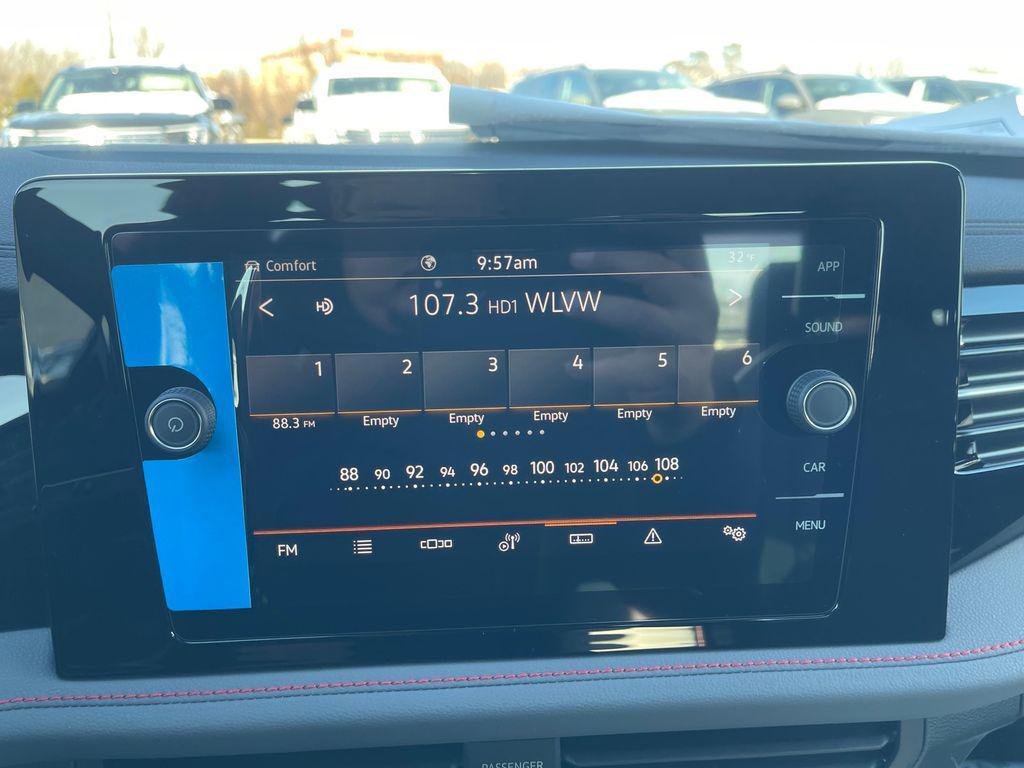 Comfort 9:57am 32°F
APP
107.3 HD1 WLVW
SOUND
1 2 3 4 5 6
88.3 FM Empty Empty Empty Empty Empty
88 90 92 94 96 98 100 102 104 106 108
CAR
FM
MENU
PASSENGER